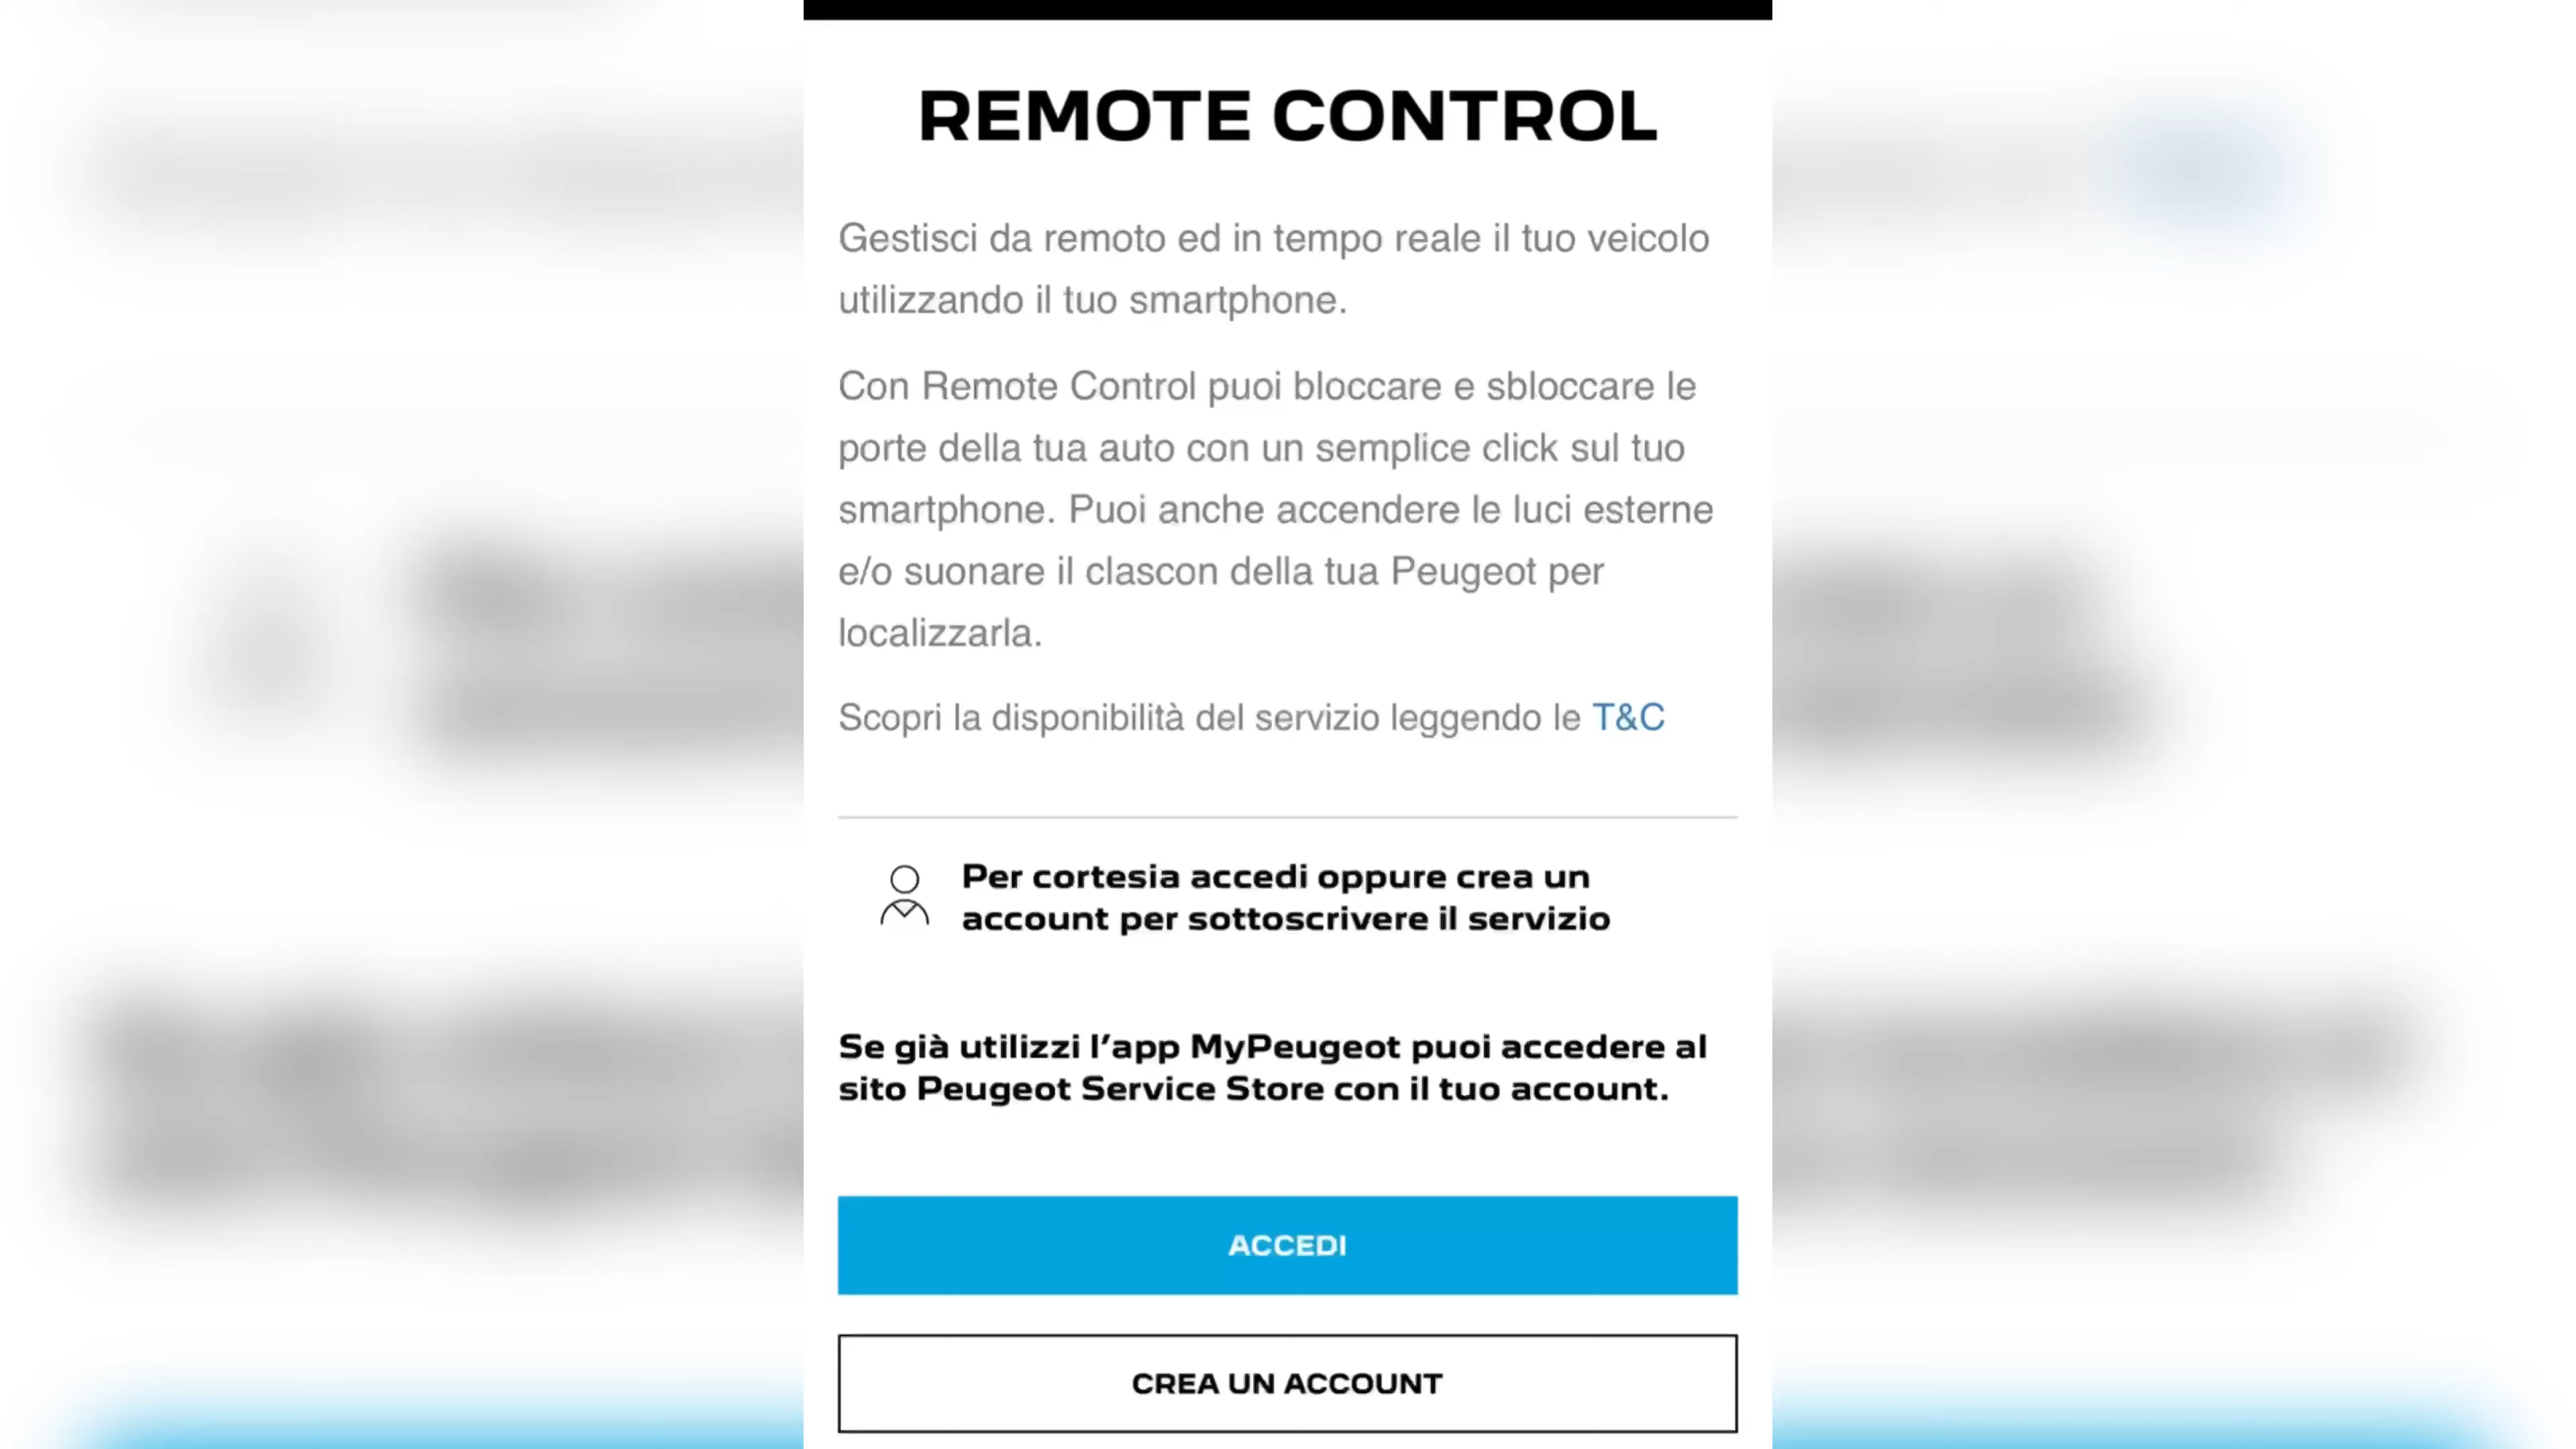 REMOTE CONTROL
Gestisci da remoto ed in tempo reale il tuo veicolo
utilizzando il tuo smartphone.
Con Remote Control puoi bloccare e sbloccare le
porte della tua auto con un semplice click sul tuo
smartphone. Puoi anche accendere le luci esterne
e/o suonare il clascon della tua Peugeot per
localizzarla.
Scopri la disponibilità del servizio leggendo le T&C
Per cortesia accedi oppure crea un
account per sottoscrivere il servizio
Se già utilizzi l'app MyPeugeot puoi accedere al
sito Peugeot Service Store con il tuo account.
ACCEDI
CREA UN ACCOUNT